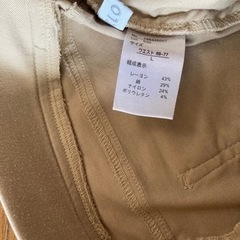 サイズ
ウエスト 69-77
L
組成表示
レーヨン 43%
綿 29%
ナイロン 24%
ポリウレタン 4%